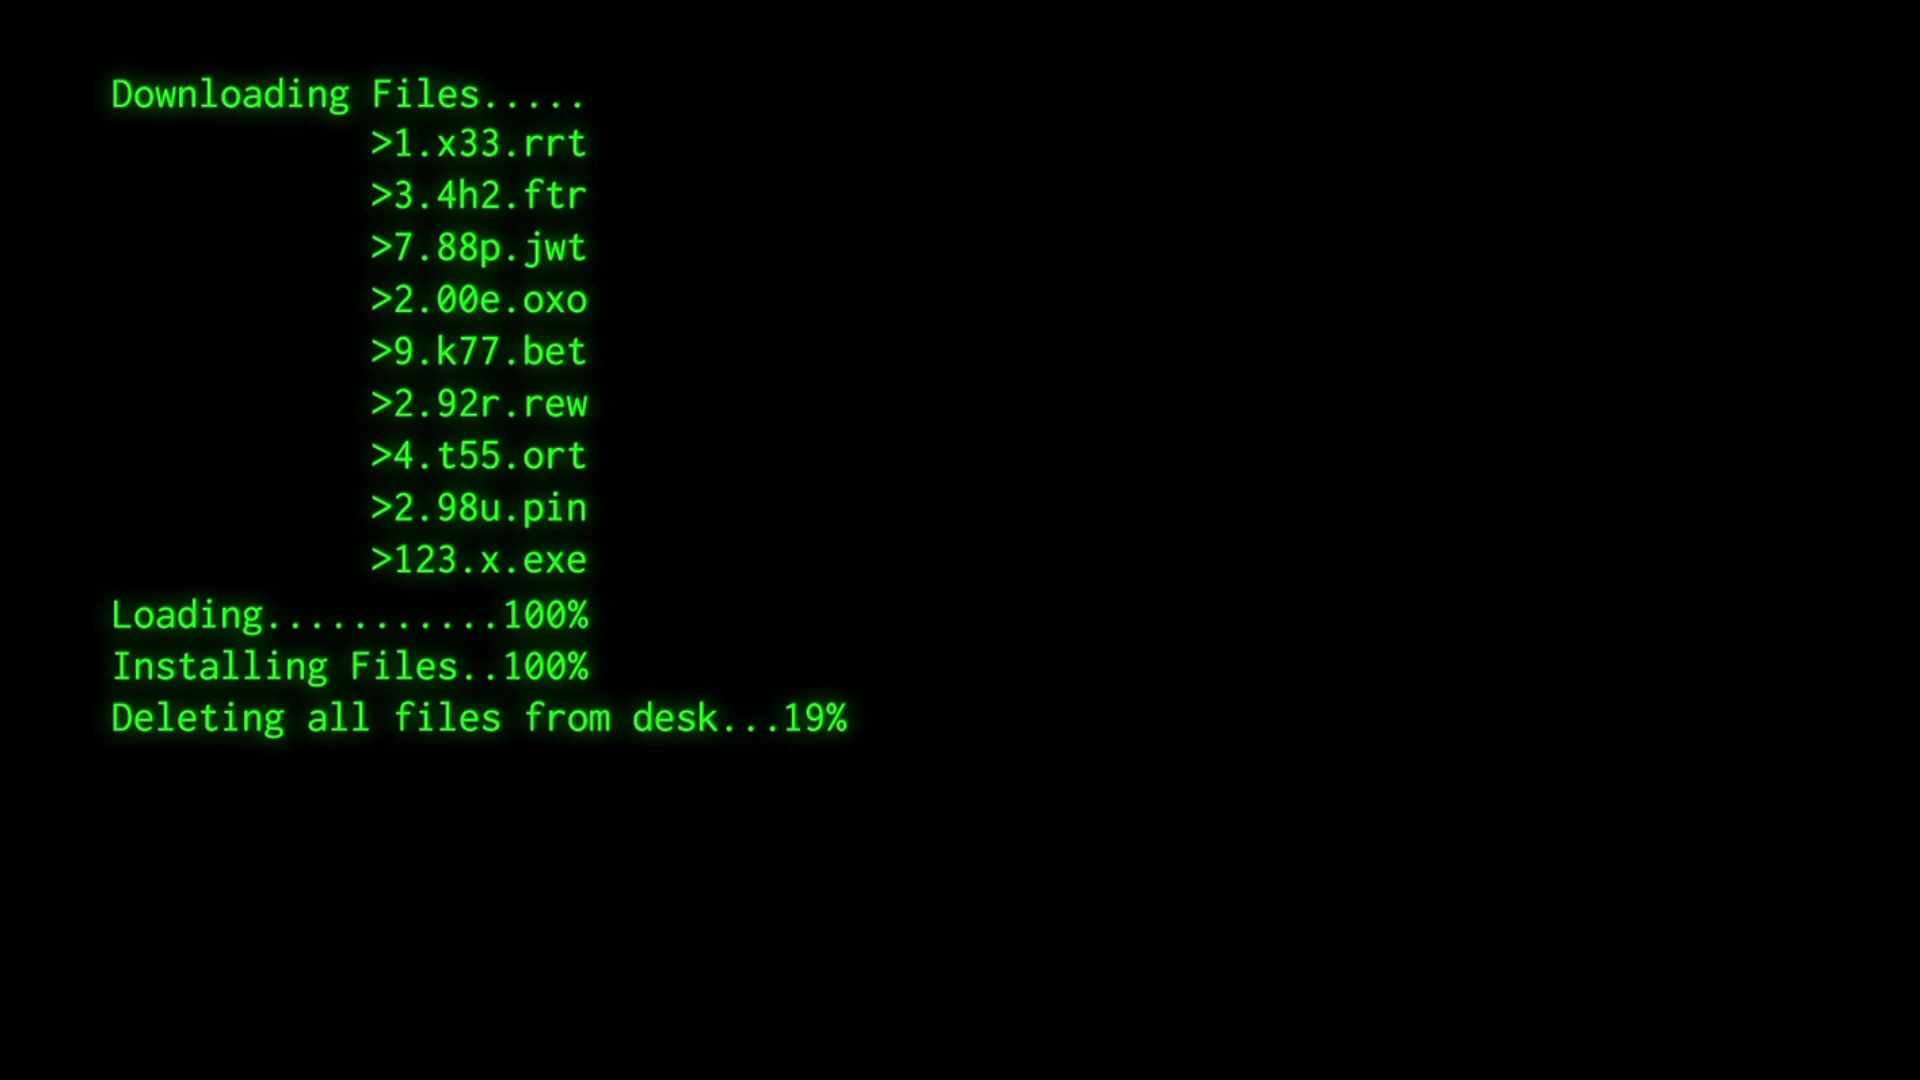 Downloading Files.....
>1.x33.rrt
>3.4h2.ftr
>7.88p.jwt
>2.00e.oxo
>9.k77.bet
>2.92r.rew
>4.t55.ort
>2.98u.pin
>123.x.exe
Loading...........100%
Installing Files..100%
Deleting all files from desk...19%